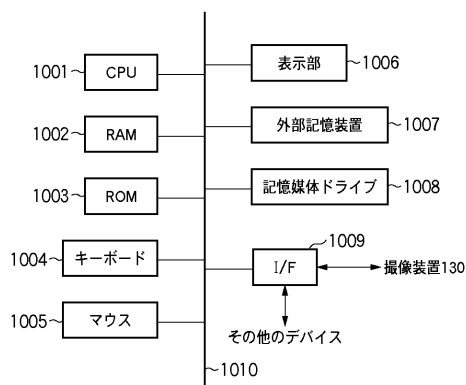 1001
CPU
1002
RAM
1003
ROM
1004
キーボード
1005
マウス
表示部
1006
外部記憶装置
1007
記憶媒体ドライブ
1008
1009
I/F
撮像装置130
その他のデバイス
1010